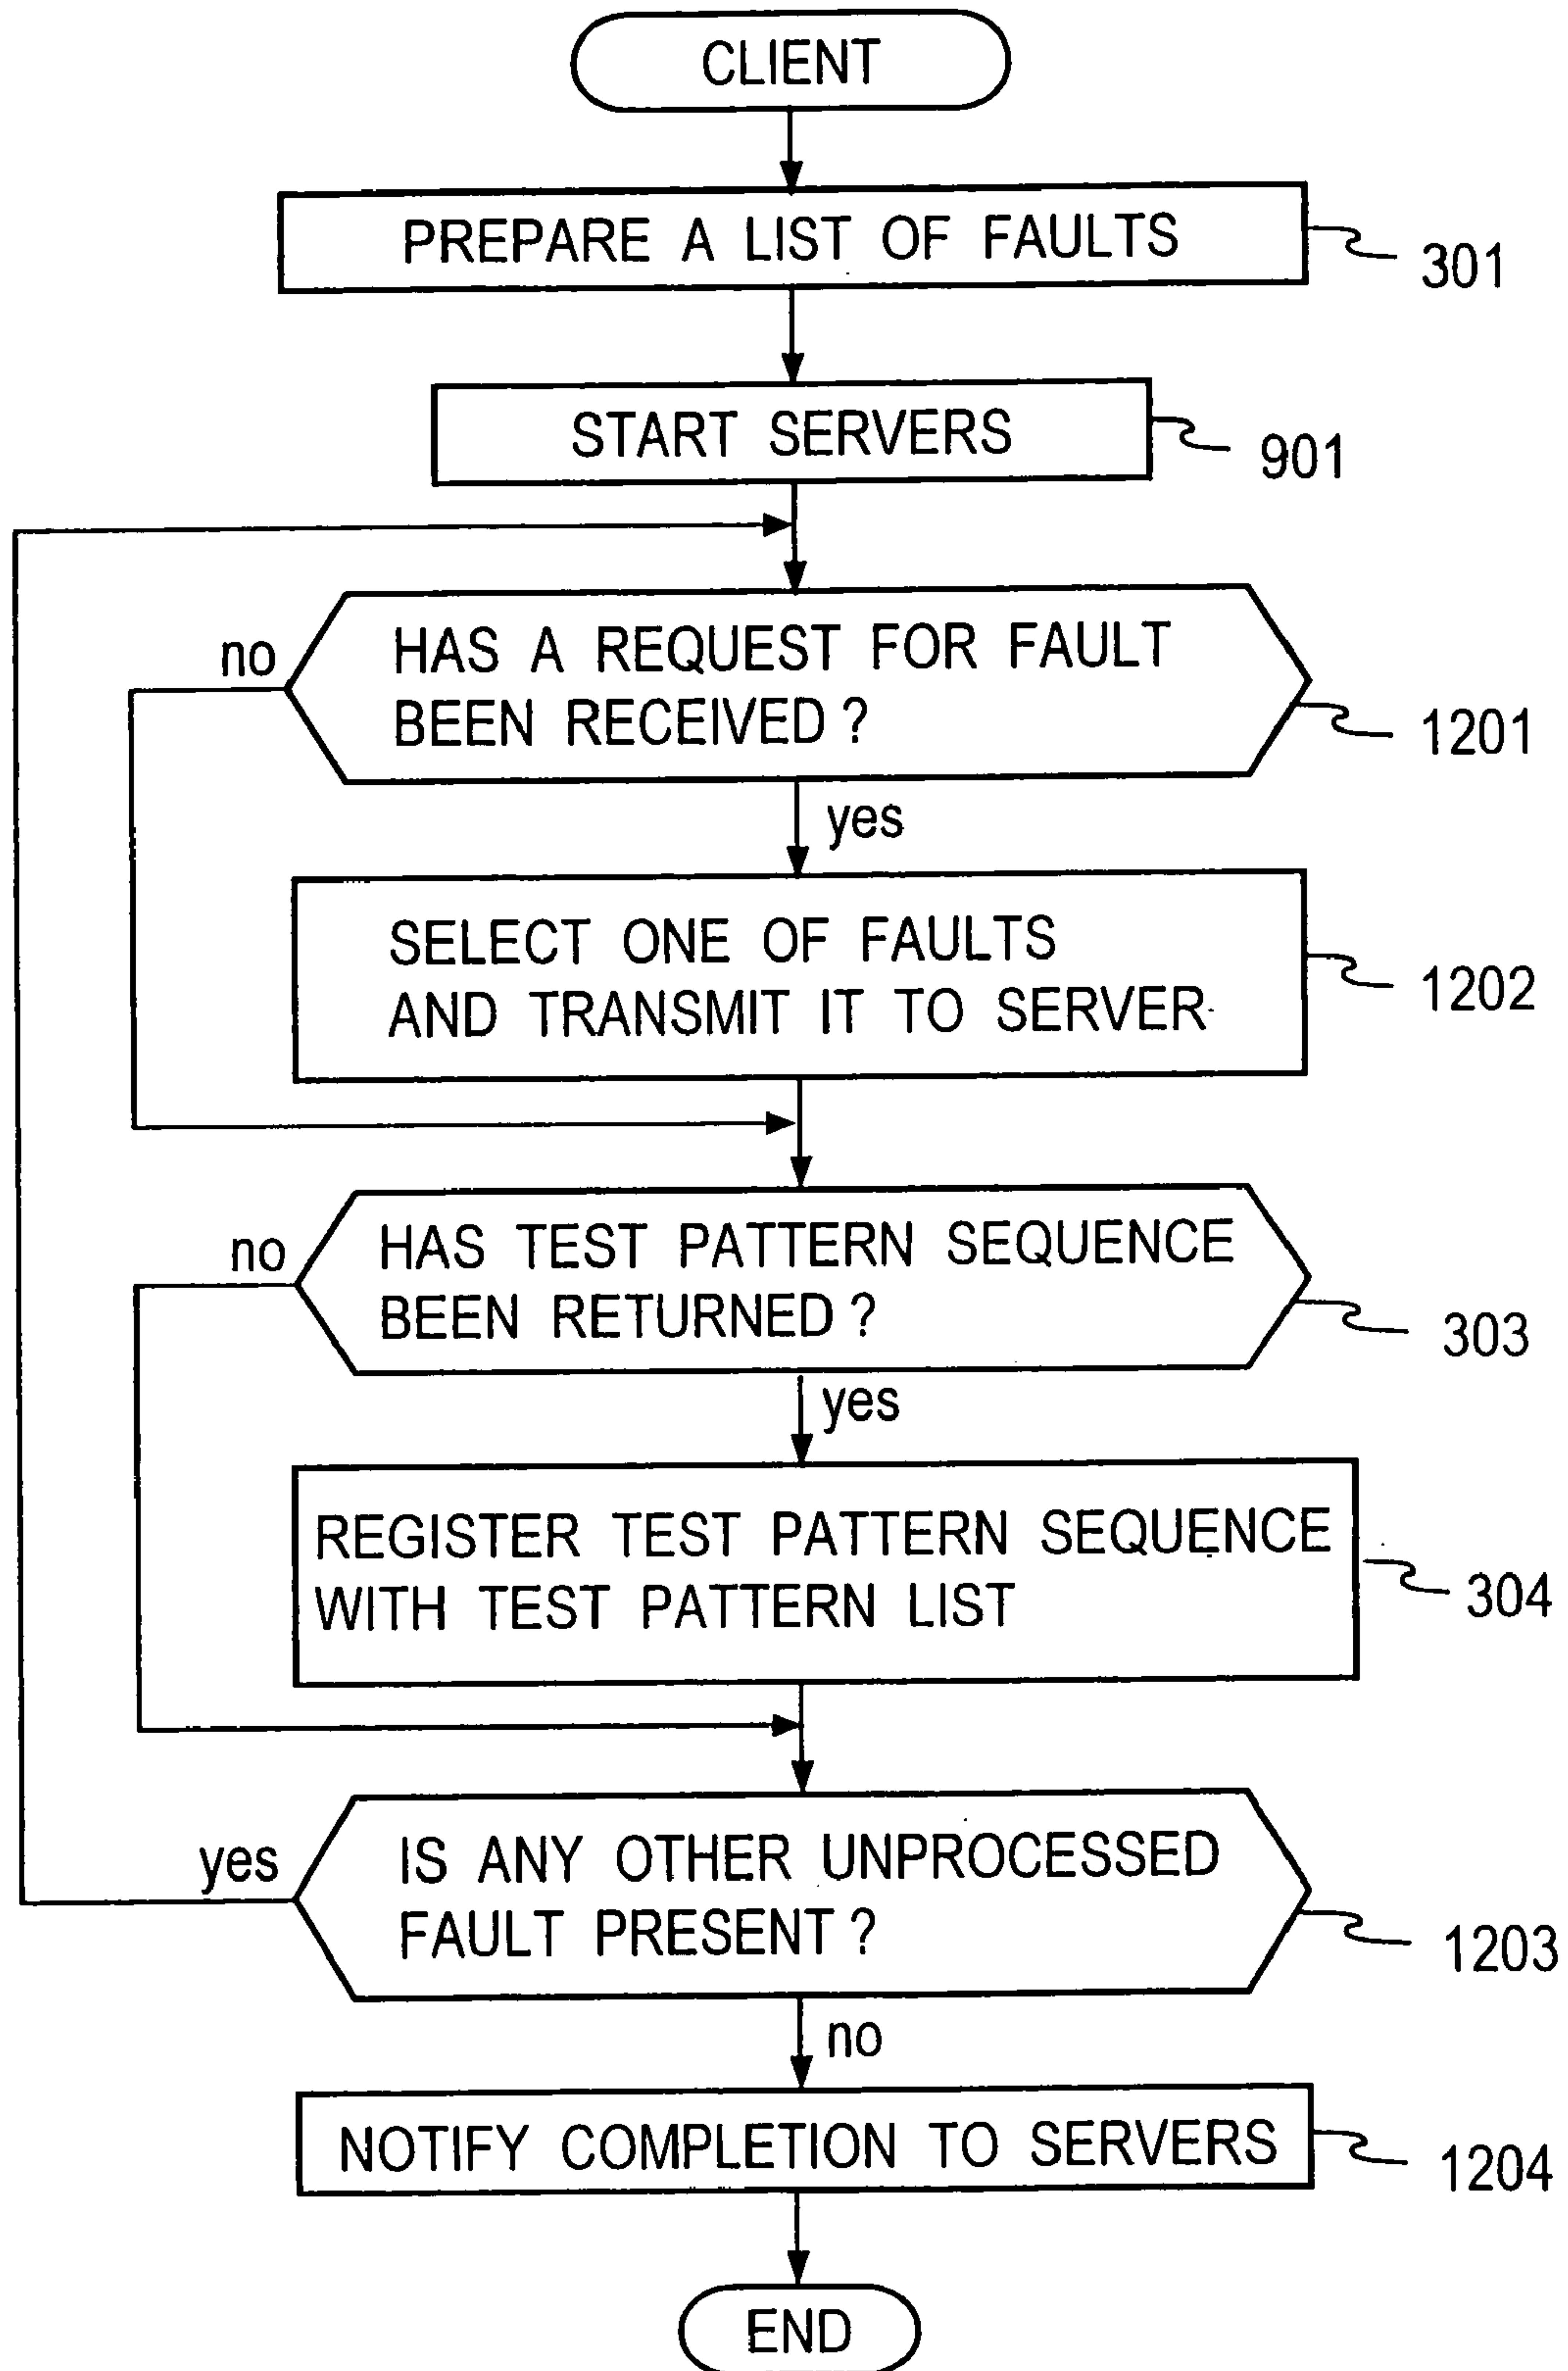 CLIENT
PREPARE A LIST OF FAULTS
301
START SERVERS
901
no
HAS A REQUEST FOR FAULT
BEEN RECEIVED ?
1201
yes
SELECT ONE OF FAULTS
AND TRANSMIT IT TO SERVER
1202
no
HAS TEST PATTERN SEQUENCE
BEEN RETURNED ?
303
yes
REGISTER TEST PATTERN SEQUENCE
WITH TEST PATTERN LIST
304
yes
IS ANY OTHER UNPROCESSED
FAULT PRESENT ?
1203
no
NOTIFY COMPLETION TO SERVERS
1204
END